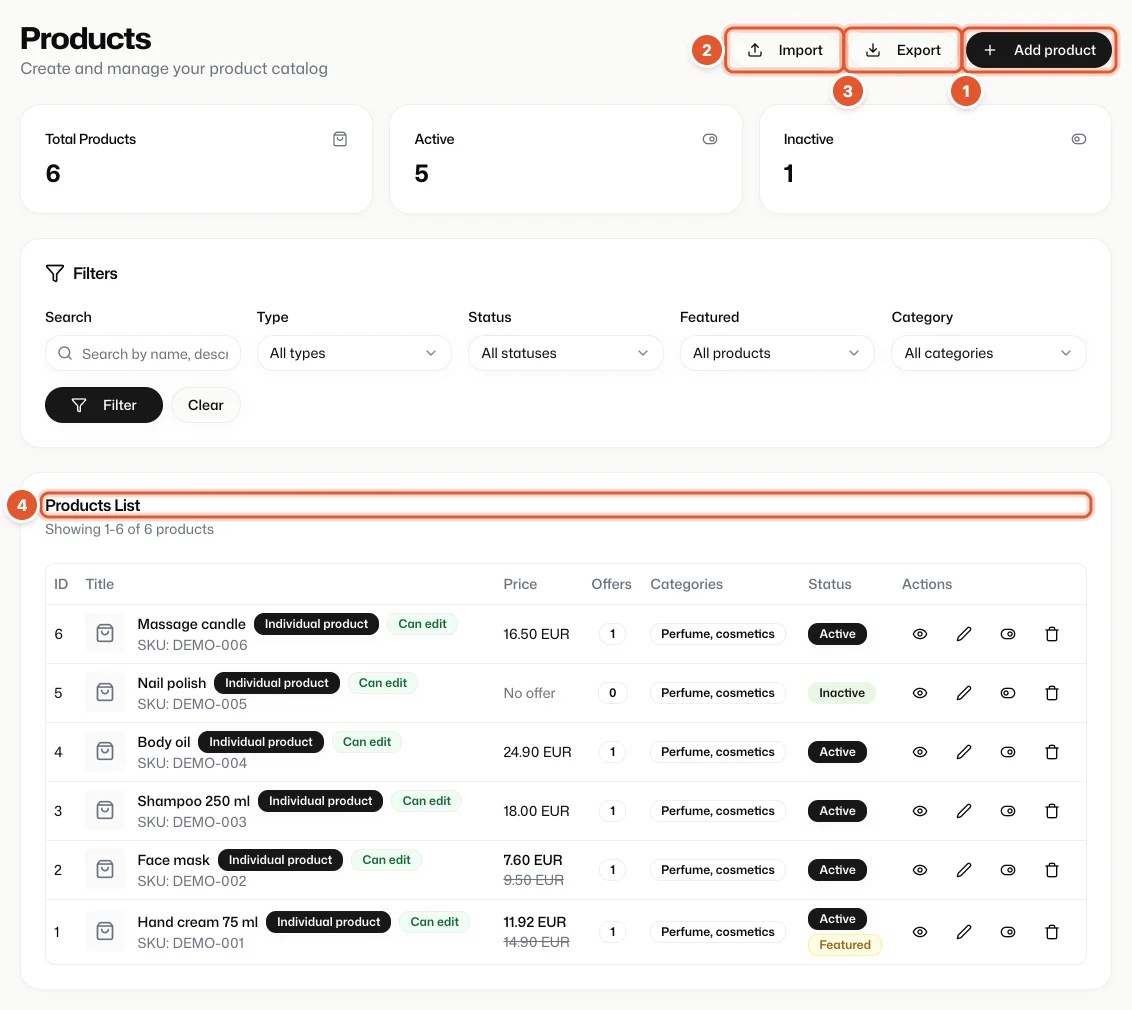 Products
Create and manage your product catalog
2 Import Export Add product
3 1
Total Products
6
Active
5
Inactive
1
Filters
Search Type Status Featured Category
Search by name, descr All types All statuses All products All categories
Filter Clear
4 Products List
Showing 1-6 of 6 products
ID Title Price Offers Categories Status Actions
6 Massage candle Individual product Can edit 16.50 EUR 1 Perfume, cosmetics Active
SKU: DEMO-006
5 Nail polish Individual product Can edit No offer 0 Perfume, cosmetics Inactive
SKU: DEMO-005
4 Body oil Individual product Can edit 24.90 EUR 1 Perfume, cosmetics Active
SKU: DEMO-004
3 Shampoo 250 ml Individual product Can edit 18.00 EUR 1 Perfume, cosmetics Active
SKU: DEMO-003
2 Face mask Individual product Can edit 7.60 EUR 1 Perfume, cosmetics Active
SKU: DEMO-002 9.50 EUR
1 Hand cream 75 ml Individual product Can edit 11.92 EUR 1 Perfume, cosmetics Active
SKU: DEMO-001 14.90 EUR Featured